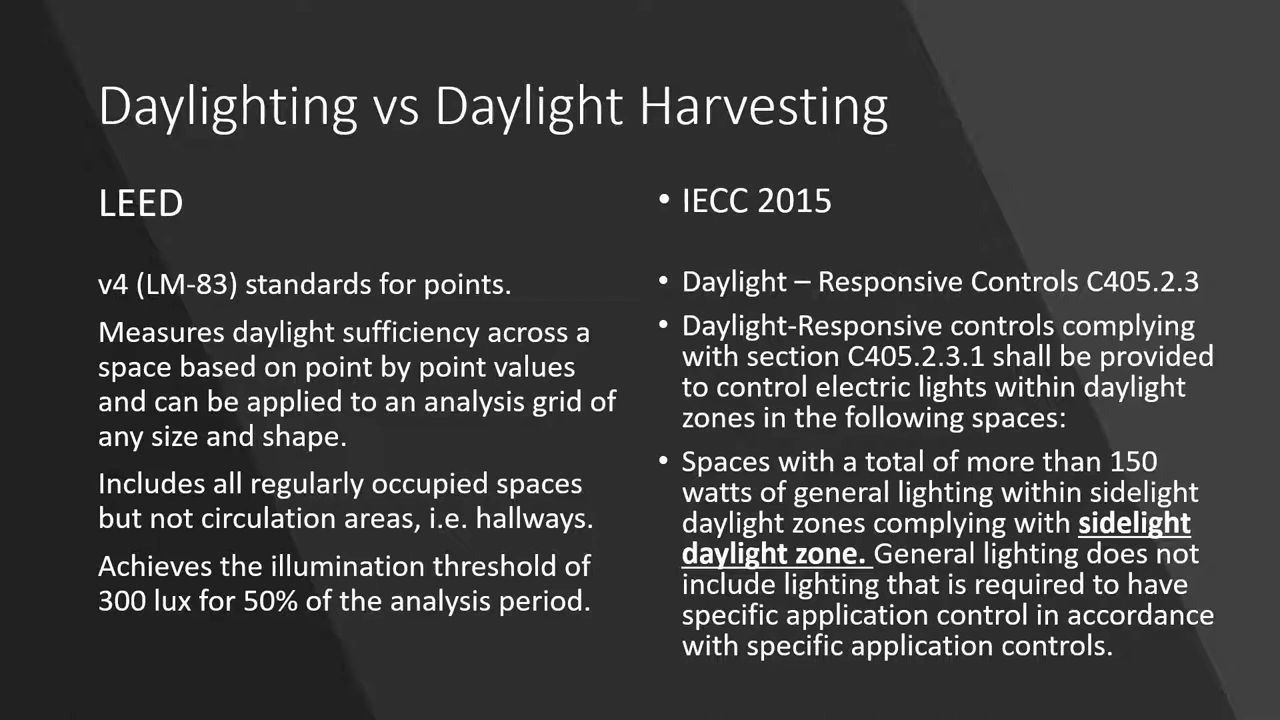 Daylighting vs Daylight Harvesting
LEED
v4 (LM-83) standards for points.
Measures daylight sufficiency across a
space based on point by point values
and can be applied to an analysis grid of
any size and shape.
Includes all regularly occupied spaces
but not circulation areas, i.e. hallways.
Achieves the illumination threshold of
300 lux for 50% of the analysis period.
• IECC 2015
• Daylight – Responsive Controls C405.2.3
• Daylight-Responsive controls complying
with section C405.2.3.1 shall be provided
to control electric lights within daylight
zones in the following spaces:
• Spaces with a total of more than 150
watts of general lighting within sidelight
daylight zones complying with sidelight
daylight zone. General lighting does not
include lighting that is required to have
specific application control in accordance
with specific application controls.